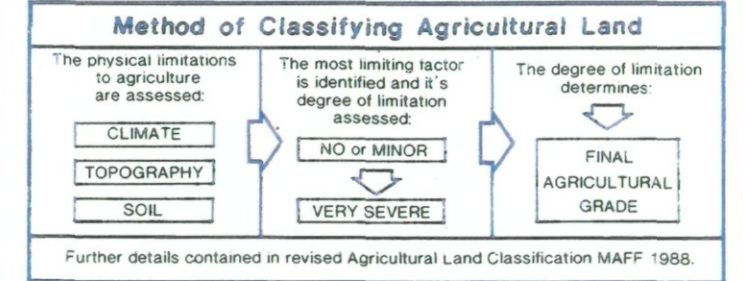 Method of Classifying Agricultural Land
The physical limitations
to agriculture
are assessed:
CLIMATE
TOPOGRAPHY
SOIL
The most limiting factor
is identified and it's
degree of limitation
assessed:
NO or MINOR
VERY SEVERE
The degree of limitation
determines:
FINAL
AGRICULTURAL
GRADE
Further details contained in revised Agricultural Land Classification MAFF 1988.